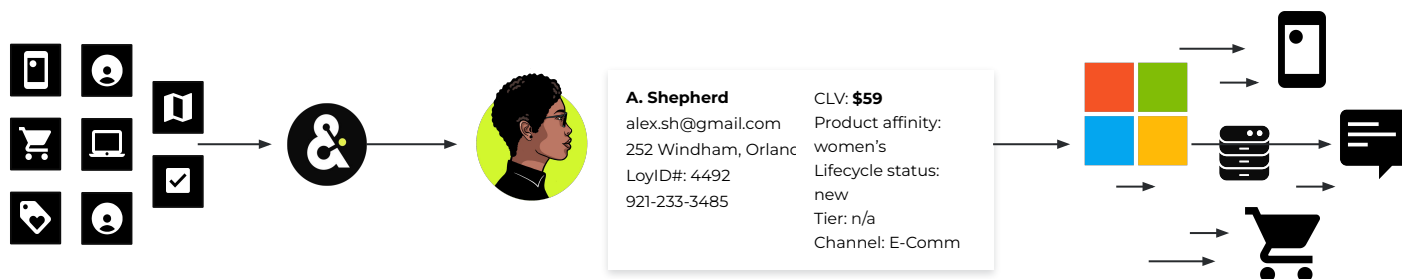 A. Shepherd
alex.sh@gmail.com
252 Windham, Orlanc
LoyID#: 4492
921-233-3485
CLV: $59
Product affinity:
women’s
Lifecycle status:
new
Tier: n/a
Channel: E-Comm
&